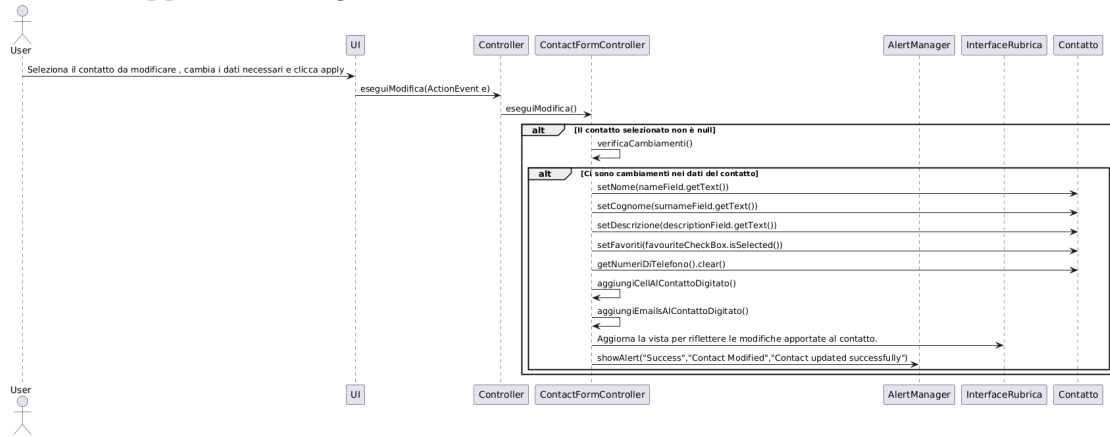 User
UI
Controller
ContactFormController
AlertManager
InterfaceRubrica
Contatto
Seleziona il contatto da modificare , cambia i dati necessari e clicca apply
eseguiModifica(ActionEvent e)
eseguiModifica()
alt [Il contatto selezionato non è null]
verificaCambiamenti()
alt [Ci sono cambiamenti nei dati del contatto]
setNome(nameField.getText())
setCognome(surnameField.getText())
setDescrizione(descriptionField.getText())
setFavoriti(favouriteCheckBox.isSelected())
getNumeriDiTelefono().clear()
aggiungiCellAlContattoDigitato()
aggiungiEmailsAlContattoDigitato()
Aggiorna la vista per riflettere le modifiche apportate al contatto.
showAlert("Success","Contact Modified","Contact updated successfully")
User
UI
Controller
ContactFormController
AlertManager
InterfaceRubrica
Contatto